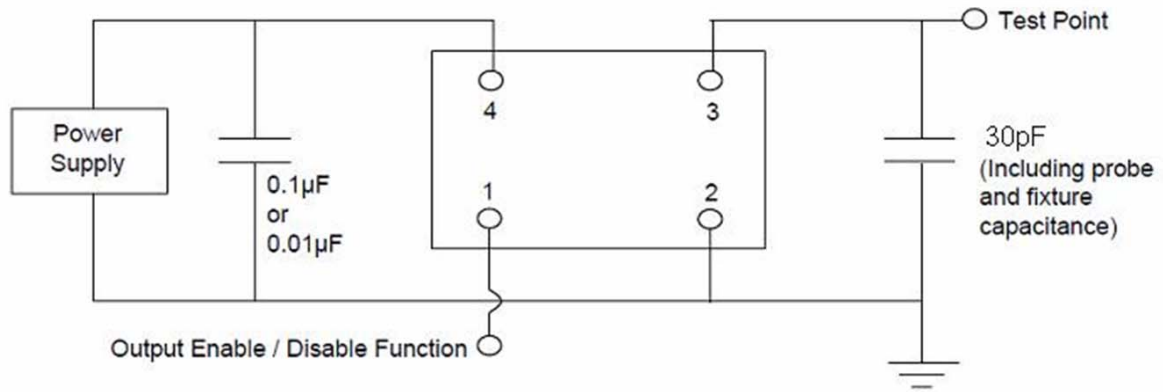 Test Point
4
3
Power
Supply
30pF
(Including probe
and fixture
capacitance)
0.1µF
or
0.01µF
1
2
Output Enable / Disable Function